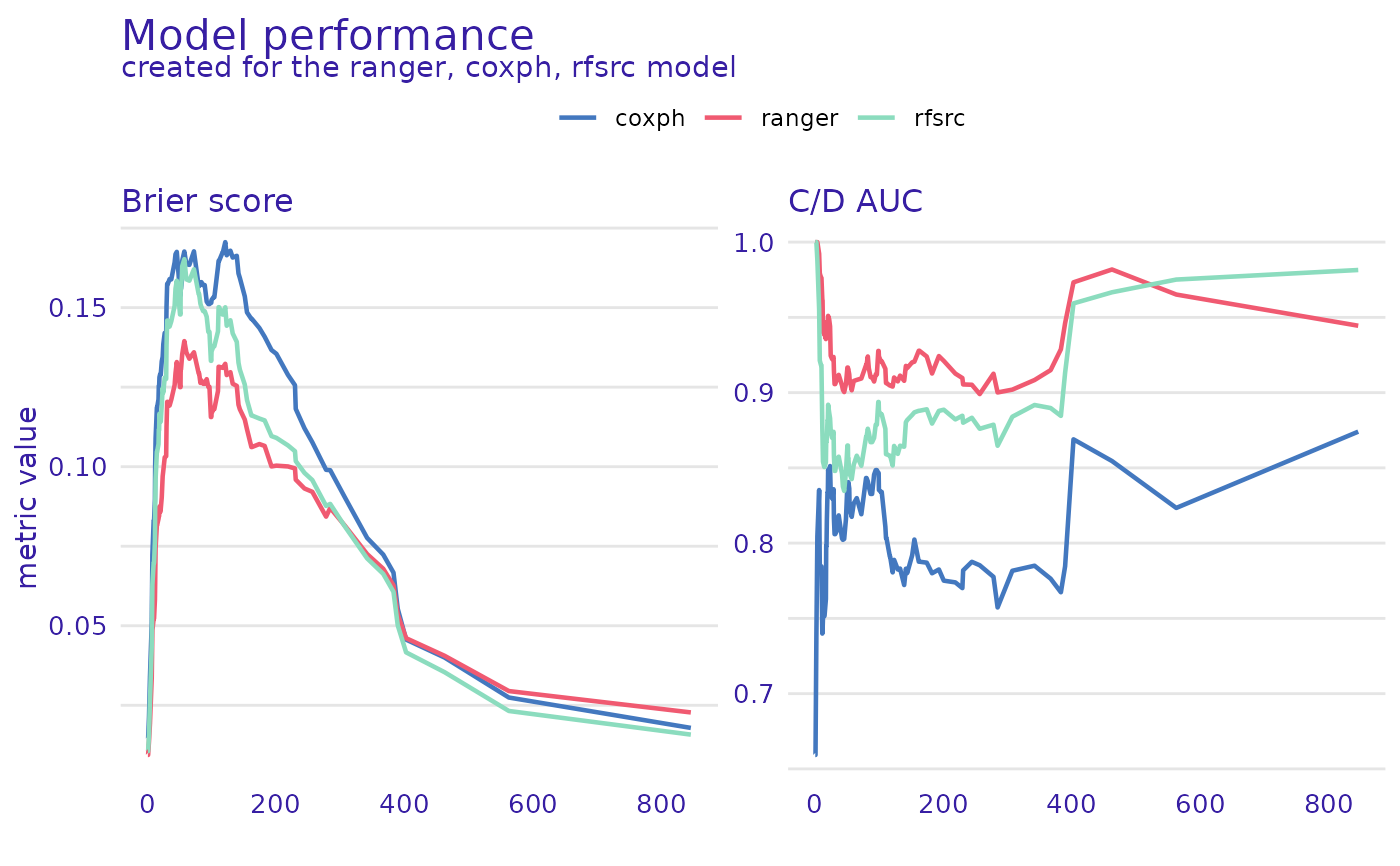 Model performance
created for the ranger, coxph, rfsrc model
coxph ranger rfsrc
Brier score
C/D AUC
metric value
0.15
0.10
0.05
0 200 400 600 800
1.0
0.9
0.8
0.7
0 200 400 600 800